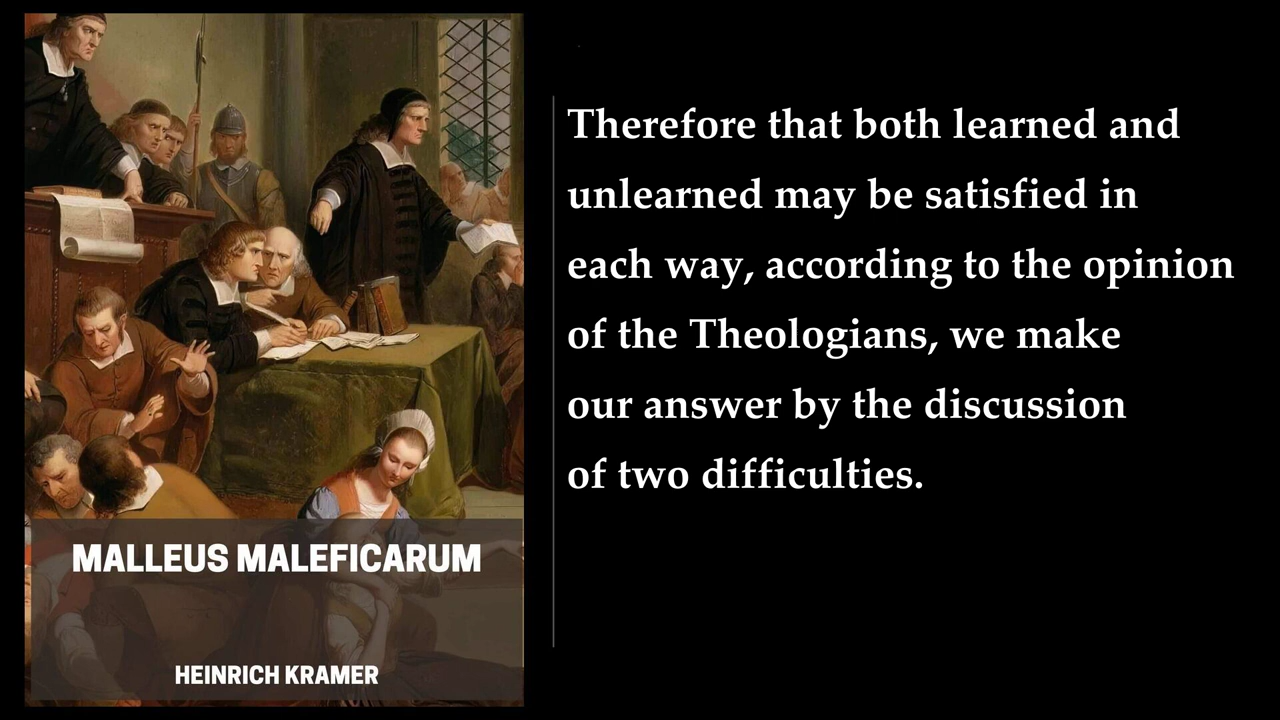 MALLEUS MALEFICARUM
HEINRICH KRAMER
Therefore that both learned and
unlearned may be satisfied in
each way, according to the opinion
of the Theologians, we make
our answer by the discussion
of two difficulties.